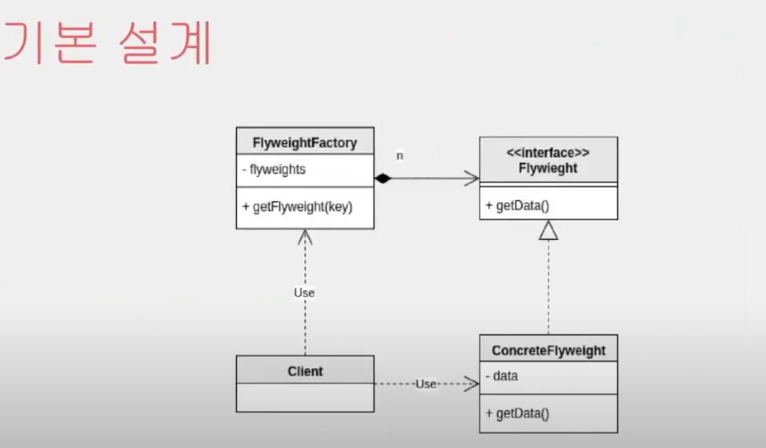 기본 설계
FlyweightFactory
- flyweights
+ getFlyweight(key)
n
<<interface>>
Flywieght
+ getData()
Use
Client
Use
ConcreteFlyweight
- data
+ getData()